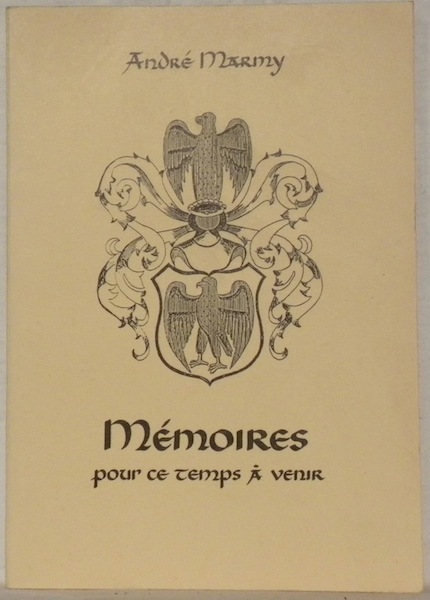 André Marmy
Mémoires
pour ce temps à venir